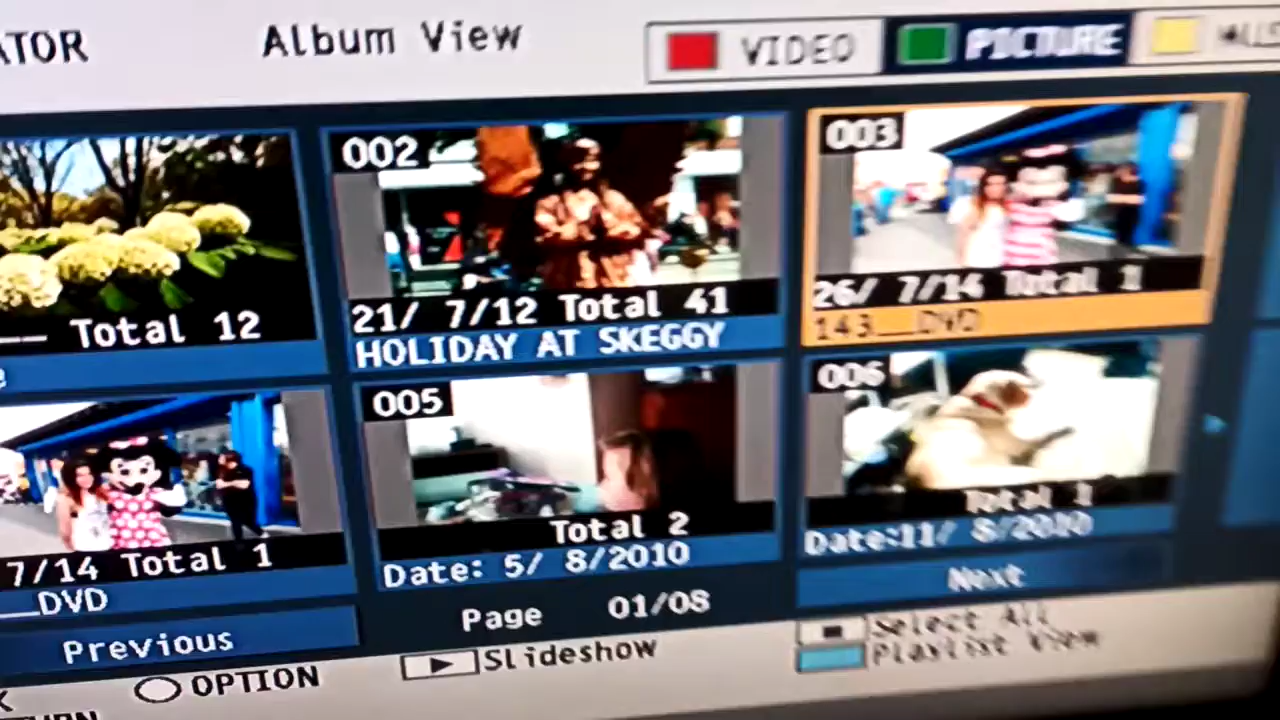 ATOR Album View VIDEO PICTURE
002 003
Total 12 21/ 7/12 Total 41 26/ 7/14 Total 1
HOLIDAY AT SKEGGY 143__DVD
005 006
7/14 Total 1 Total 2 Total 1
__DVD Date: 5/ 8/2010 Date:11/ 8/2010
Previous Page 01/08 Next
OPTION Slideshow Select All
Playlist View